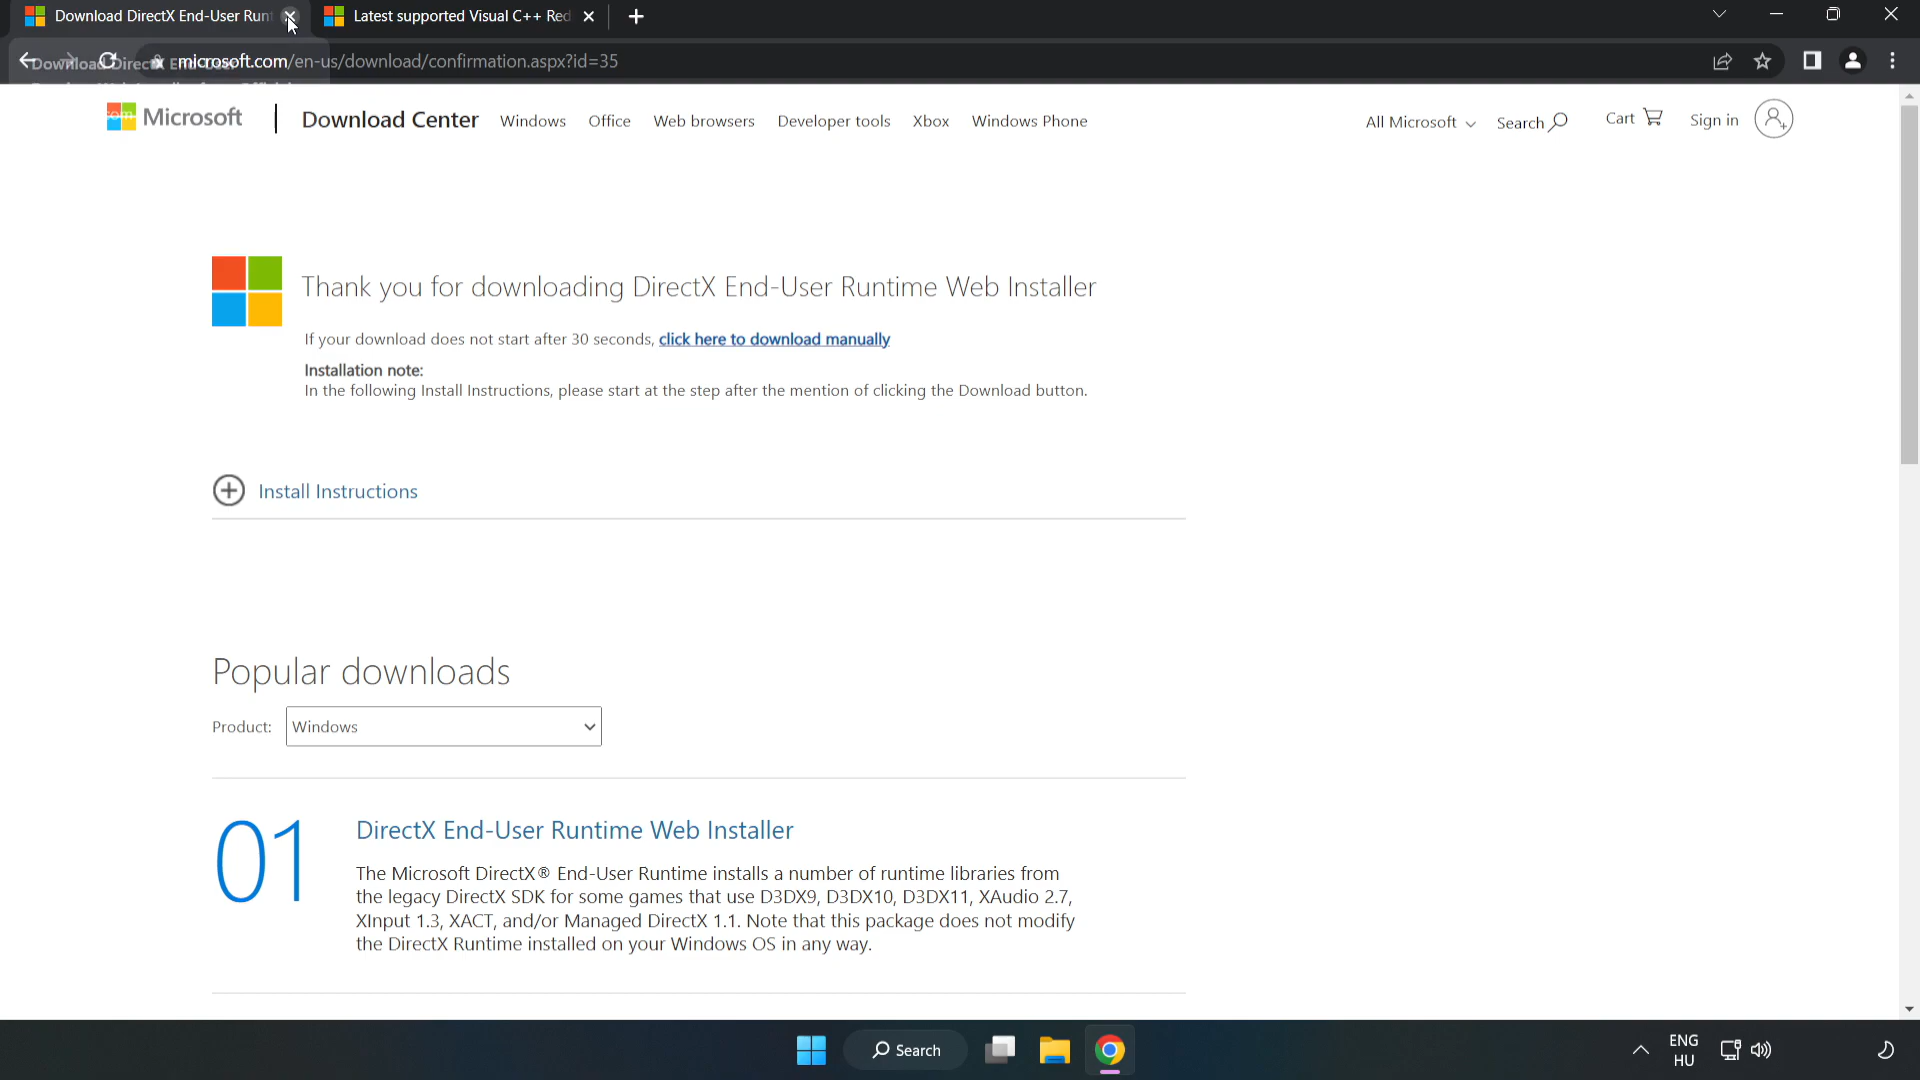 Download DirectX End-User Runt
Latest supported Visual C++ Red
microsoft.com/en-us/download/confirmation.aspx?id=35
Download DirectX End-User
Microsoft
Download Center
Windows
Office
Web browsers
Developer tools
Xbox
Windows Phone
All Microsoft
Search
Cart
Sign in
Thank you for downloading DirectX End-User Runtime Web Installer
If your download does not start after 30 seconds, click here to download manually
Installation note:
In the following Install Instructions, please start at the step after the mention of clicking the Download button.
Install Instructions
Popular downloads
Product:
Windows
01
DirectX End-User Runtime Web Installer
The Microsoft DirectX® End-User Runtime installs a number of runtime libraries from
the legacy DirectX SDK for some games that use D3DX9, D3DX10, D3DX11, XAudio 2.7,
XInput 1.3, XACT, and/or Managed DirectX 1.1. Note that this package does not modify
the DirectX Runtime installed on your Windows OS in any way.
Search
ENG
HU